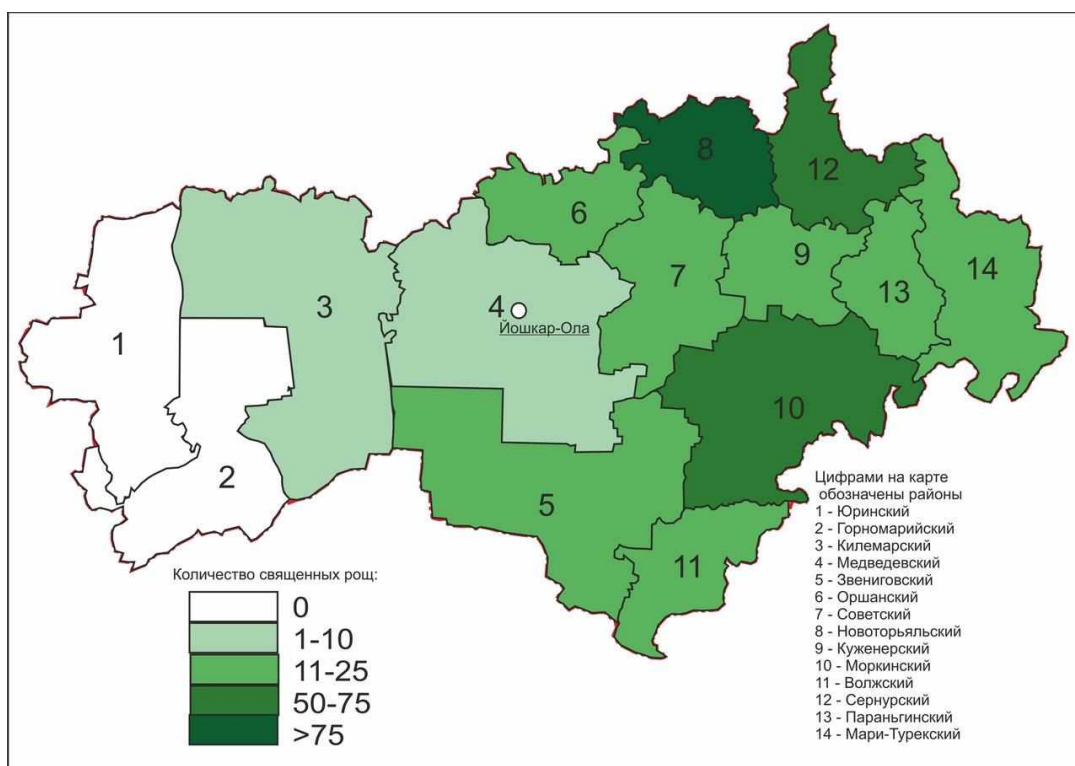 8
12
6
9
7
14
3
4
13
Йошкар-Ола
1
10
2
5
11
Цифрами на карте
обозначены районы
1 - Юринский
2 - Горномарийский
3 - Килемарский
4 - Медведевский
5 - Звениговский
6 - Оршанский
7 - Советский
8 - Новоторьяльский
9 - Куженерский
10 - Моркинский
11 - Волжский
12 - Сернурский
13 - Параньгинский
14 - Мари-Турекский
Количество священных рощ:
0
1-10
11-25
50-75
>75